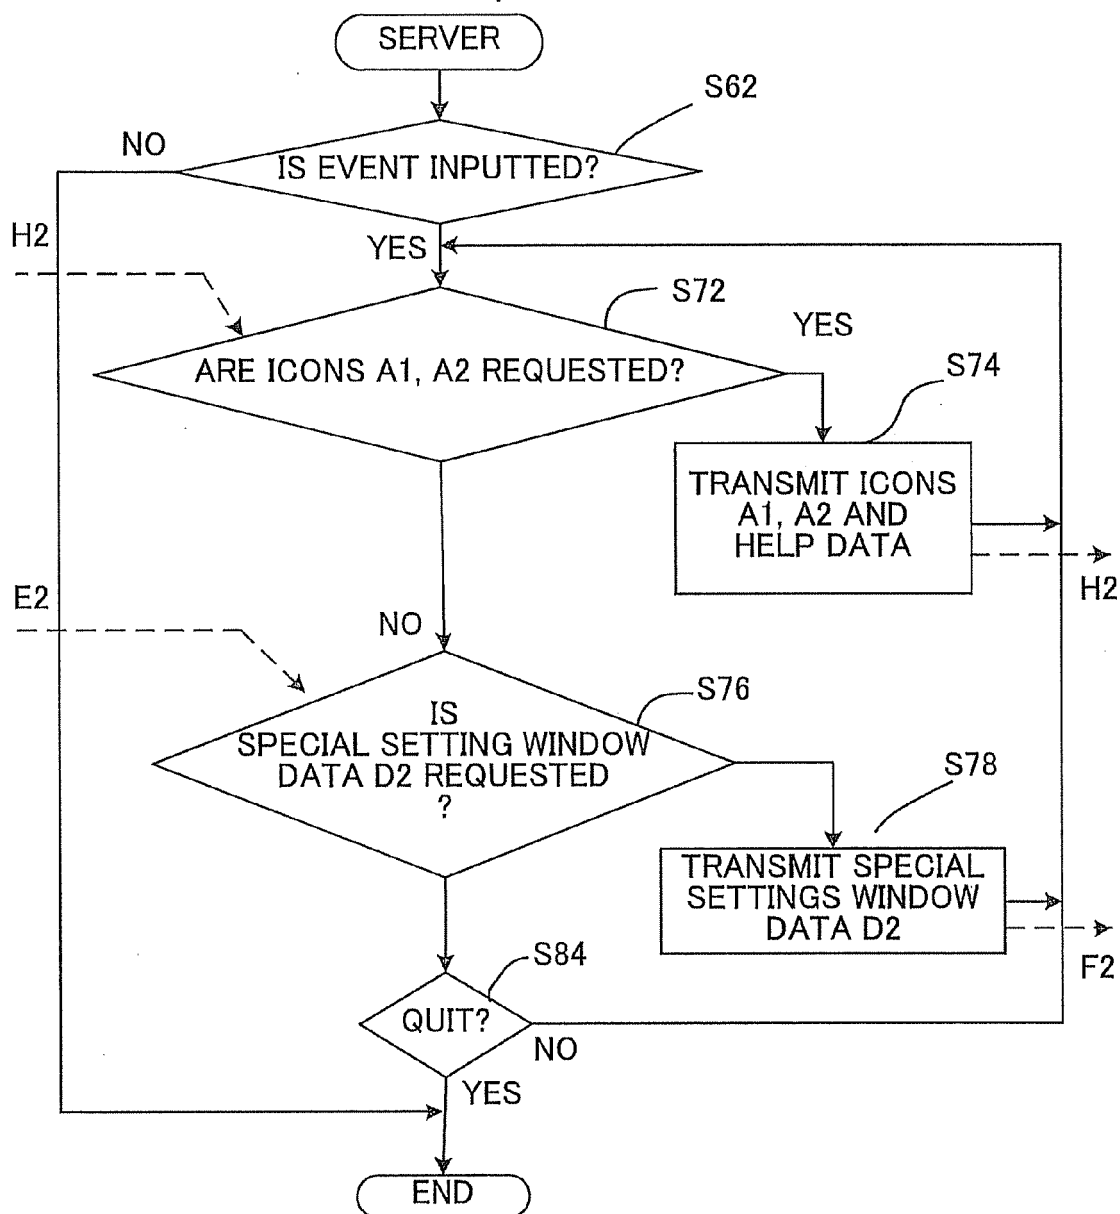 SERVER
S62
NO
IS EVENT INPUTTED?
H2
YES
S72
YES
ARE ICONS A1, A2 REQUESTED?
S74
TRANSMIT ICONS
A1, A2 AND
HELP DATA
H2
E2
NO
S76
IS
SPECIAL SETTING WINDOW
DATA D2 REQUESTED
?
S78
TRANSMIT SPECIAL
SETTINGS WINDOW
DATA D2
F2
S84
QUIT?
NO
YES
END